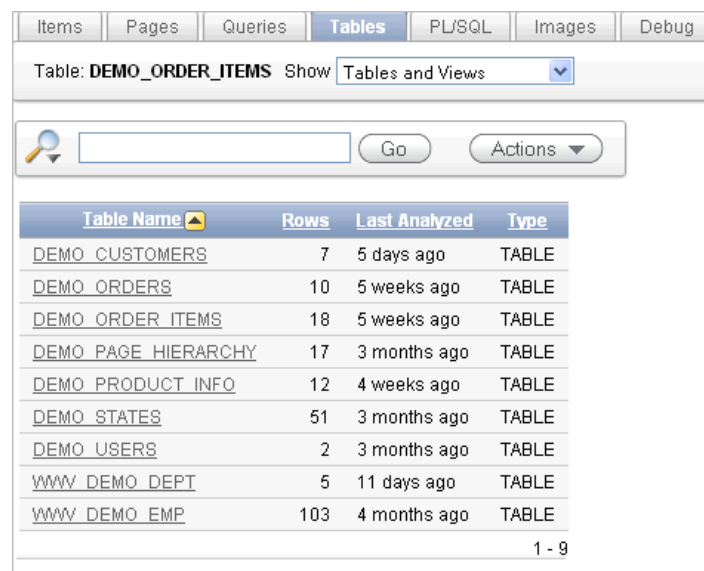 Items Pages Queries Tables PL/SQL Images Debug
Table: DEMO_ORDER_ITEMS Show Tables and Views
Go Actions
Table Name Rows Last Analyzed Type
DEMO_CUSTOMERS 7 5 days ago TABLE
DEMO_ORDERS 10 5 weeks ago TABLE
DEMO_ORDER_ITEMS 18 5 weeks ago TABLE
DEMO_PAGE_HIERARCHY 17 3 months ago TABLE
DEMO_PRODUCT_INFO 12 4 weeks ago TABLE
DEMO_STATES 51 3 months ago TABLE
DEMO_USERS 2 3 months ago TABLE
WWV_DEMO_DEPT 5 11 days ago TABLE
WWV_DEMO_EMP 103 4 months ago TABLE
1 - 9